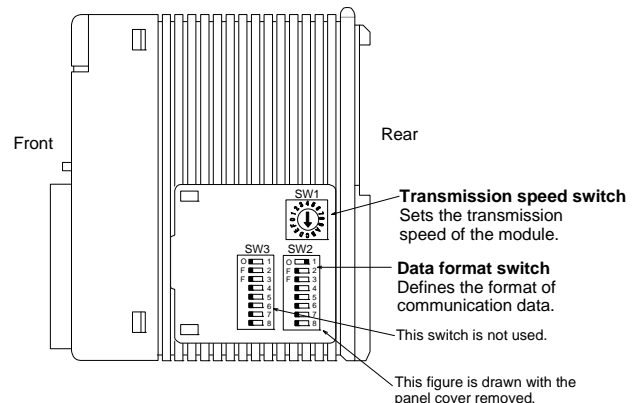 Front
Rear
SW1
Transmission speed switch
Sets the transmission
speed of the module.
SW3
SW2
O 1
F 2
F 3
4
5
6
7
8
O 1
F 2
F 3
4
5
6
7
8
Data format switch
Defines the format of
communication data.
This switch is not used.
This figure is drawn with the
panel cover removed.